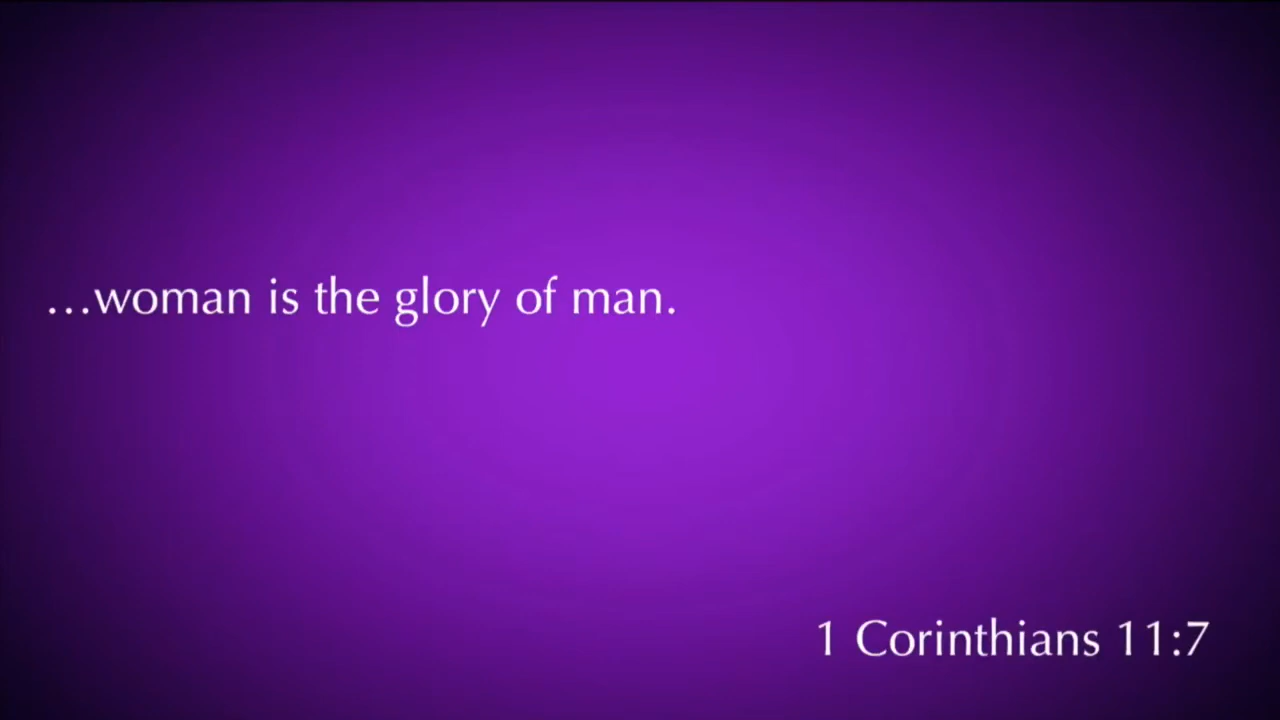 …woman is the glory of man.
1 Corinthians 11:7